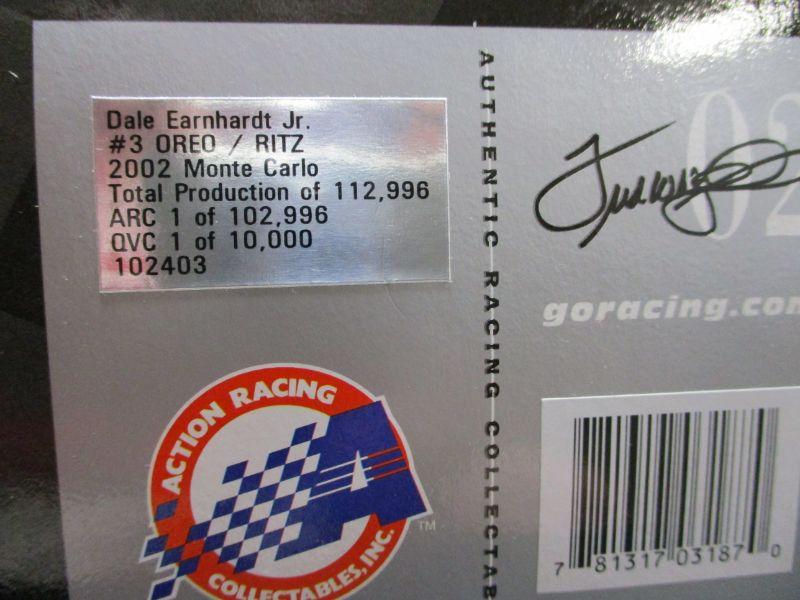 Dale Earnhardt Jr.
#3 OREO / RITZ
2002 Monte Carlo
Total Production of 112,996
ARC 1 of 102,996
QVC 1 of 10,000
102403
ACTION RACING
COLLECTABLES, INC.
TM
AUTHENTIC RACING COLLECTAB
02
goracing.com
7 81317 03187 0